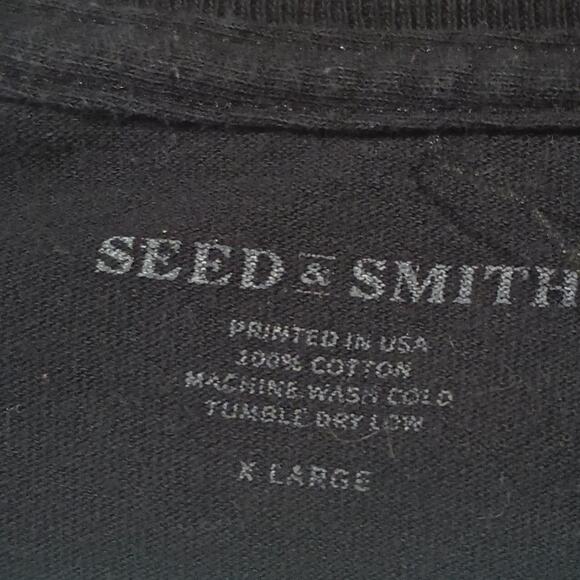 SEED & SMITH
PRINTED IN USA
100% COTTON
MACHINE WASH COLD
TUMBLE DRY LOW
X LARGE